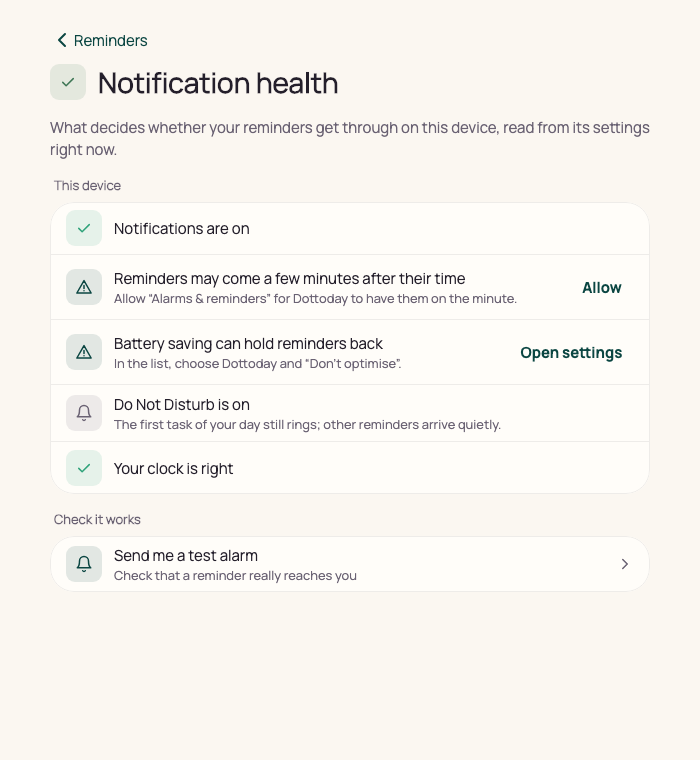 Reminders
Notification health
What decides whether your reminders get through on this device, read from its settings
right now.
This device
Notifications are on
Reminders may come a few minutes after their time
Allow “Alarms & reminders” for Dottoday to have them on the minute.
Allow
Battery saving can hold reminders back
In the list, choose Dottoday and “Don’t optimise”.
Open settings
Do Not Disturb is on
The first task of your day still rings; other reminders arrive quietly.
Your clock is right
Check it works
Send me a test alarm
Check that a reminder really reaches you